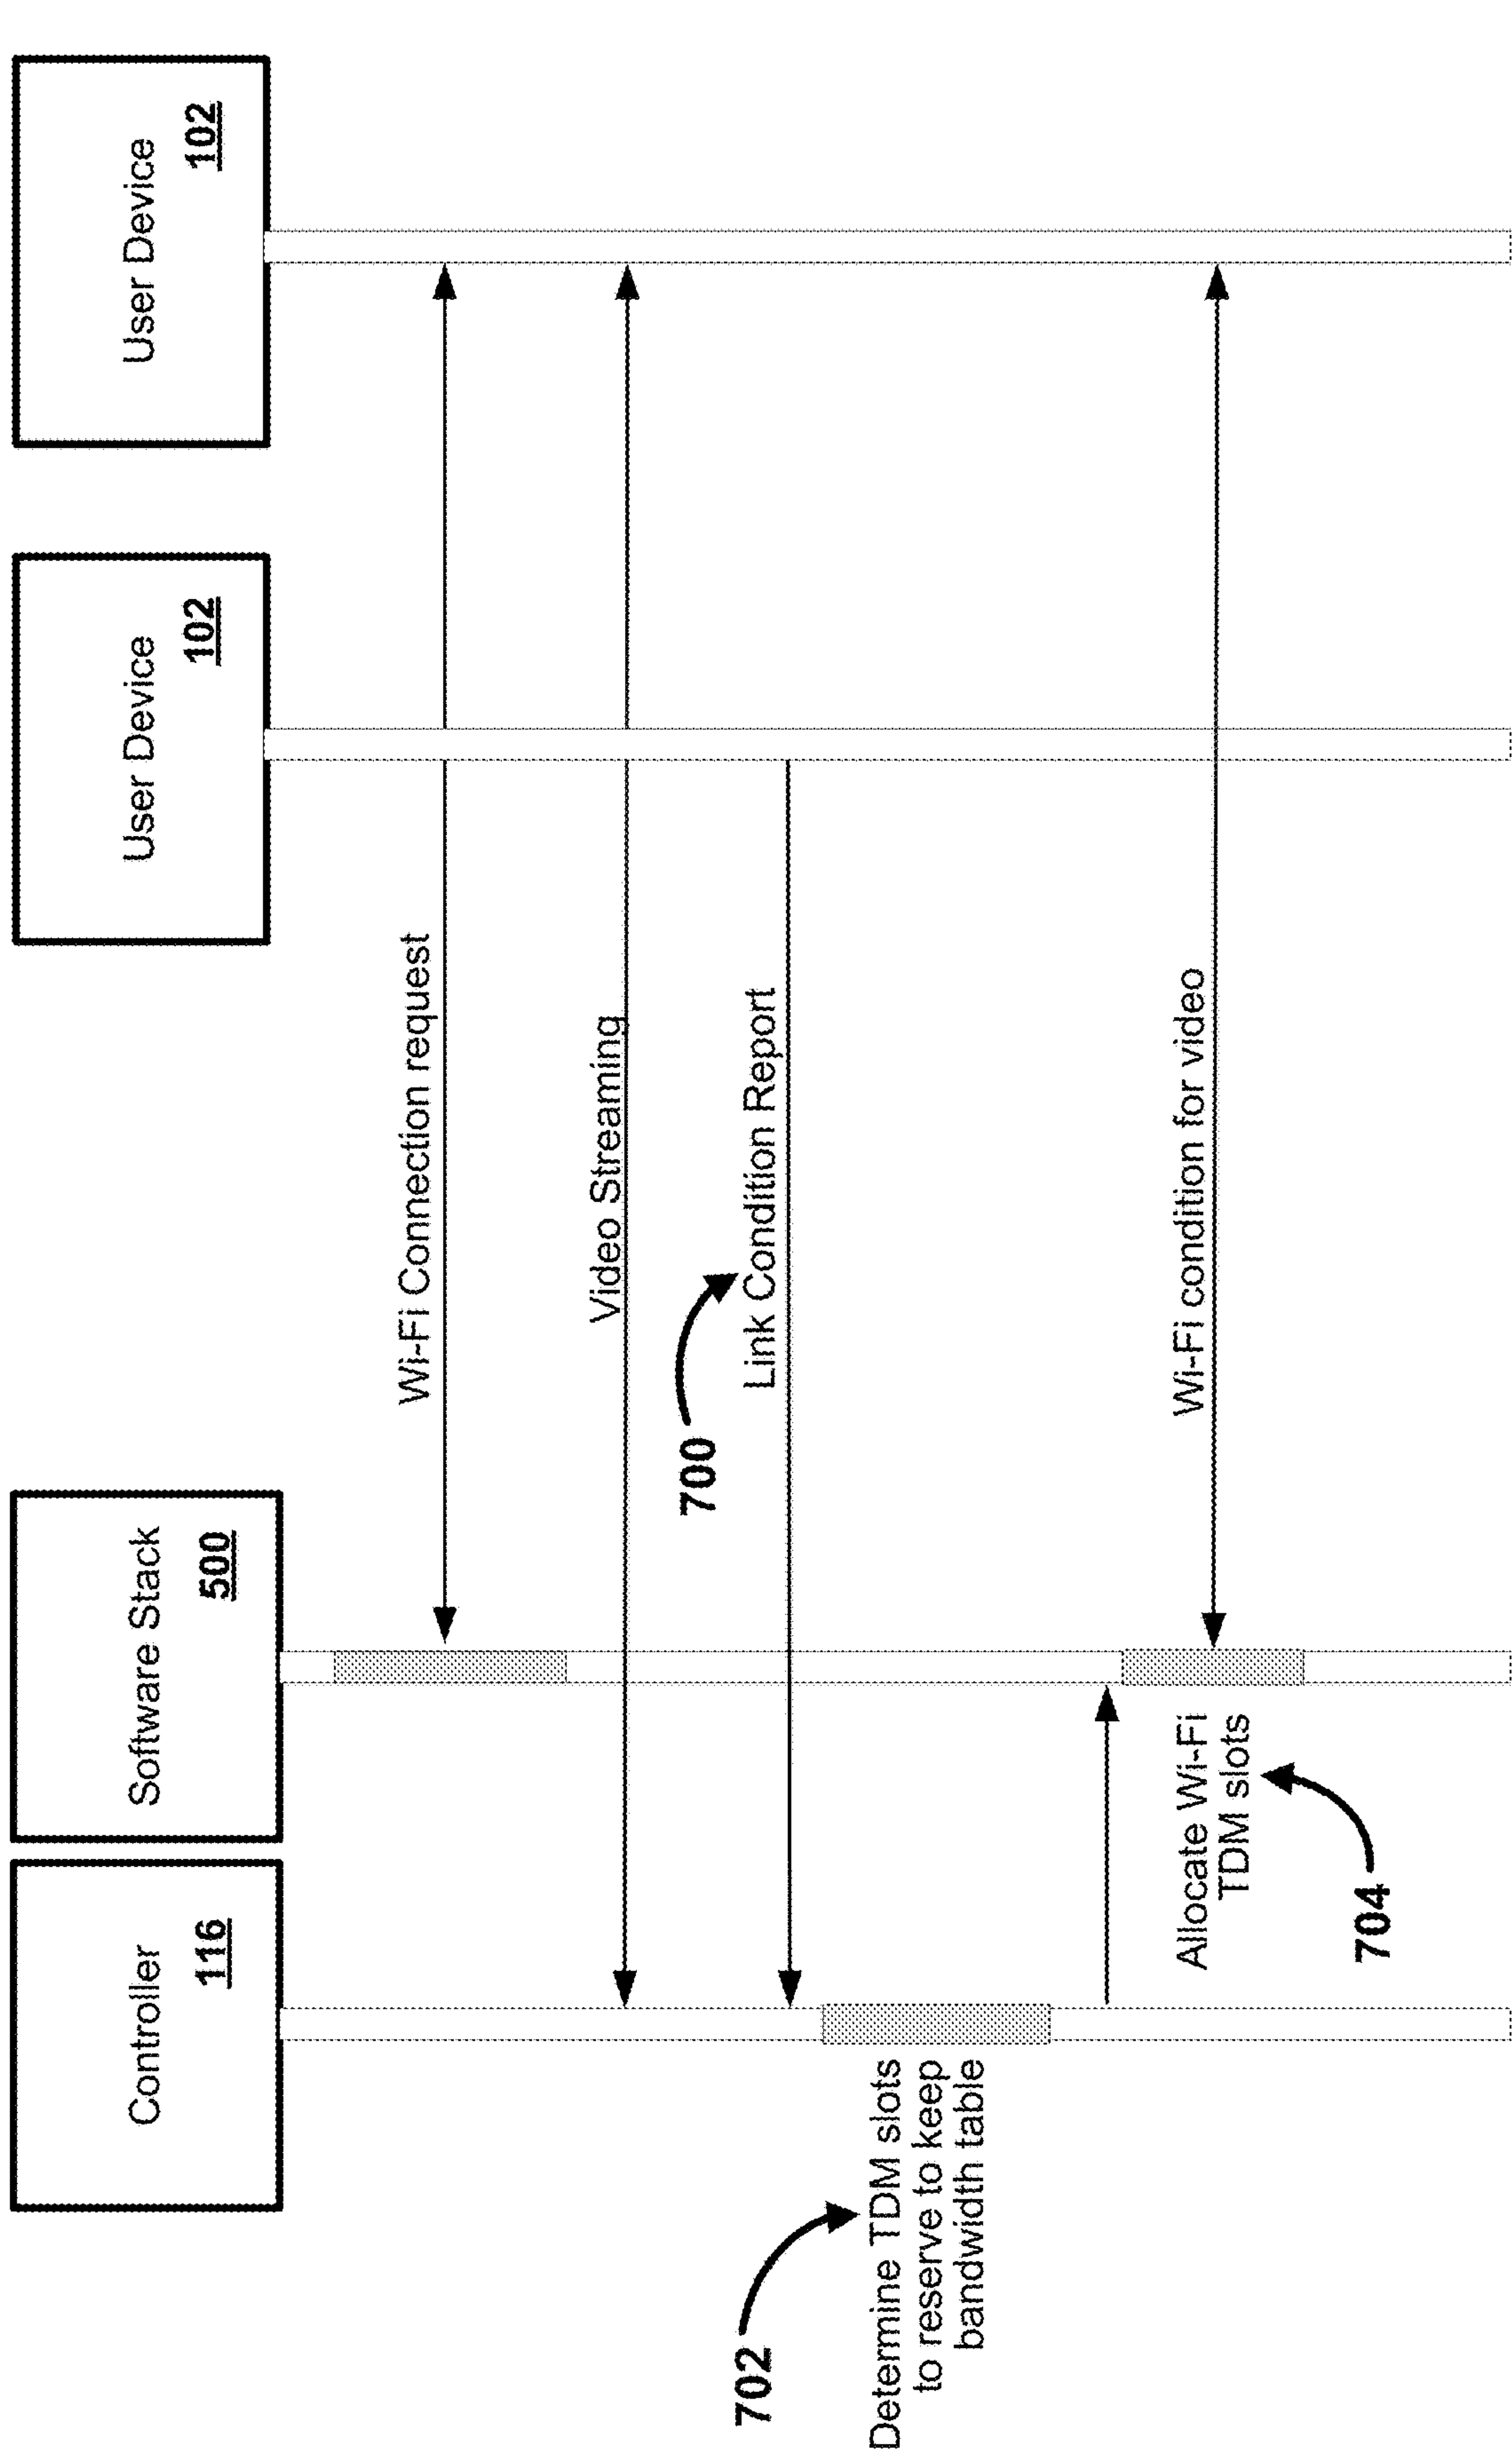 Controller
116
Software Stack
500
User Device
102
User Device
102
Wi-Fi Connection request
Video Streaming
700
Link Condition Report
702
Determine TDM slots
to reserve to keep
bandwidth table
Allocate Wi-Fi
TDM slots
704
Wi-Fi condition for video